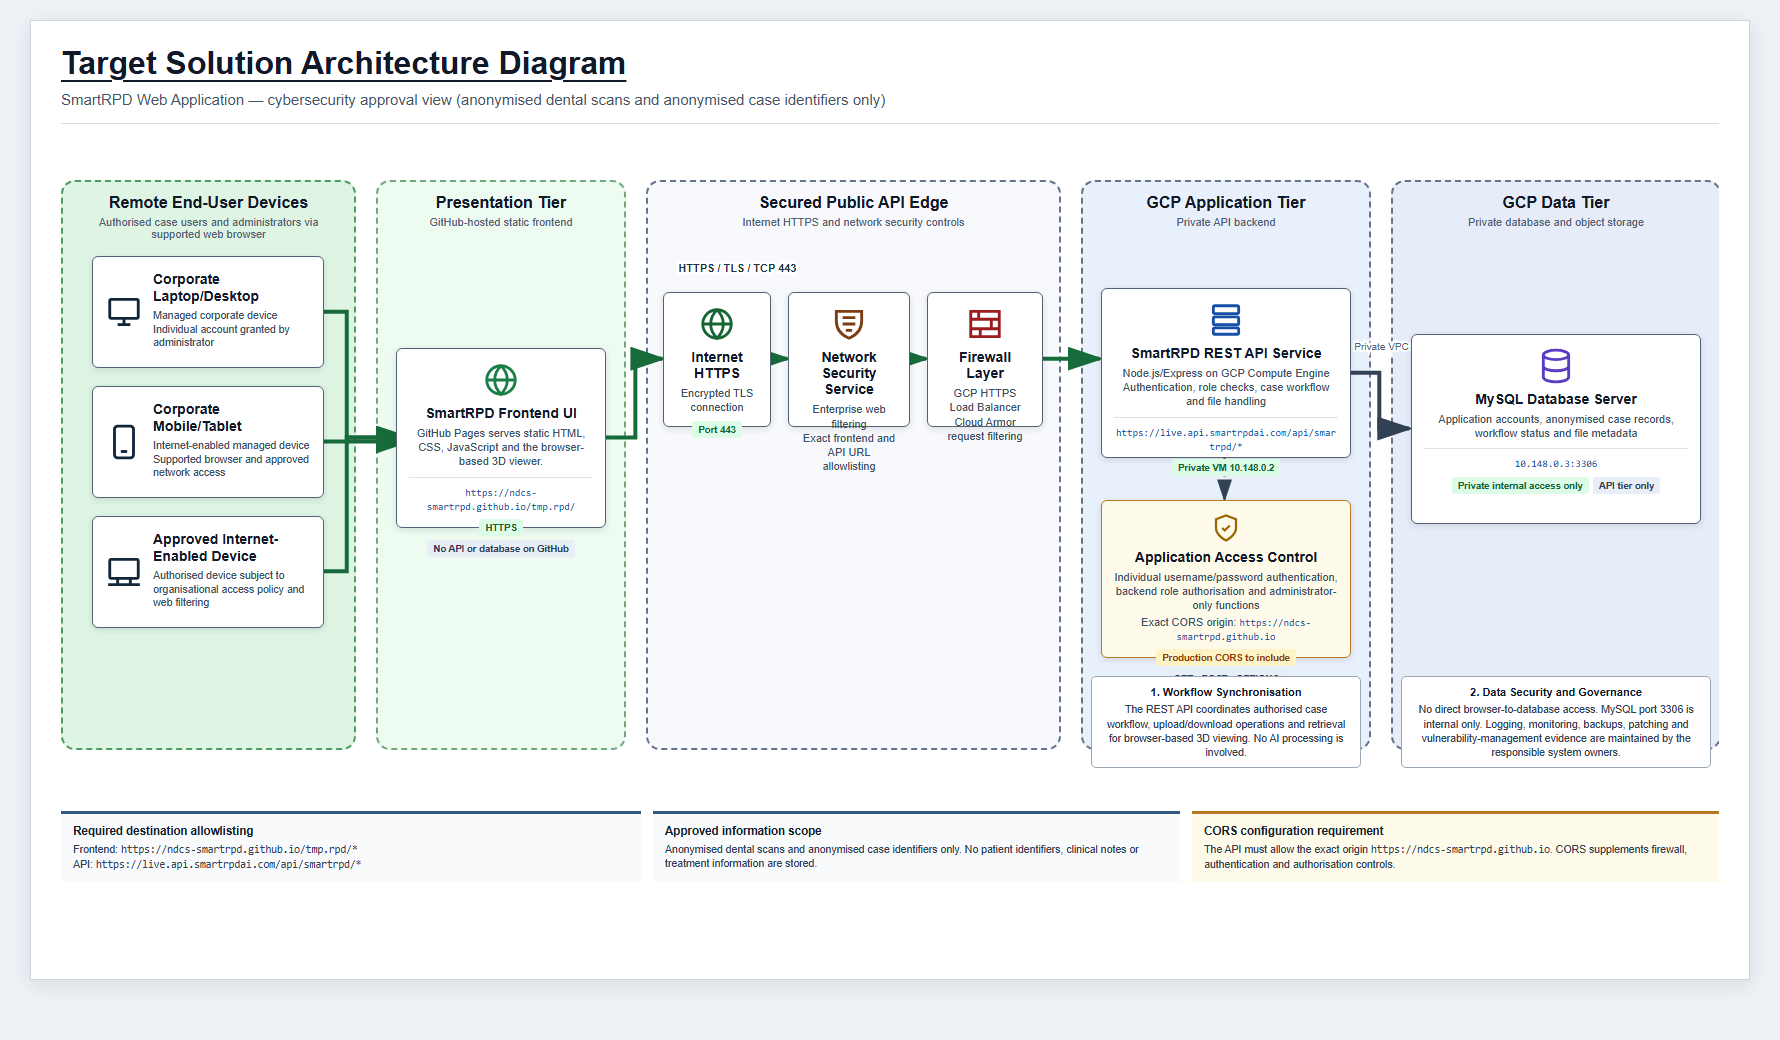 Target Solution Architecture Diagram
SmartRPD Web Application — cybersecurity approval view (anonymised dental scans and anonymised case identifiers only)
Remote End-User Devices
Authorised case users and administrators via
supported web browser
Corporate
Laptop/Desktop
Managed corporate device
Individual account granted by
administrator
Corporate
Mobile/Tablet
Internet-enabled managed device
Supported browser and approved
network access
Approved Internet-
Enabled Device
Authorised device subject to
organisational access policy and
web filtering
Presentation Tier
GitHub-hosted static frontend
SmartRPD Frontend UI
GitHub Pages serves static HTML,
CSS, JavaScript and the browser-
based 3D viewer.
https://ndcs-
smartrpd.github.io/tmp.rpd/
HTTPS
No API or database on GitHub
Secured Public API Edge
Internet HTTPS and network security controls
HTTPS / TLS / TCP 443
Internet
HTTPS
Encrypted TLS
connection
Port 443
Network
Security
Service
Enterprise web
filtering
Exact frontend and
API URL
allowlisting
Firewall
Layer
GCP HTTPS
Load Balancer
Cloud Armor
request filtering
GCP Application Tier
Private API backend
SmartRPD REST API Service
Node.js/Express on GCP Compute Engine
Authentication, role checks, case workflow
and file handling
https://live.api.smartrpdai.com/api/smar
trpd/*
Private VM 10.148.0.2
Application Access Control
Individual username/password authentication,
backend role authorisation and administrator-
only functions
Exact CORS origin: https://ndcs-
smartrpd.github.io
Production CORS to include
1. Workflow Synchronisation
The REST API coordinates authorised case
workflow, upload/download operations and retrieval
for browser-based 3D viewing. No AI processing is
involved.
Private VPC
GCP Data Tier
Private database and object storage
MySQL Database Server
Application accounts, anonymised case records,
workflow status and file metadata
10.148.0.3:3306
Private internal access only
API tier only
2. Data Security and Governance
No direct browser-to-database access. MySQL port 3306 is
internal only. Logging, monitoring, backups, patching and
vulnerability-management evidence are maintained by the
responsible system owners.
Required destination allowlisting
Frontend: https://ndcs-smartrpd.github.io/tmp.rpd/*
API: https://live.api.smartrpdai.com/api/smartrpd/*
Approved information scope
Anonymised dental scans and anonymised case identifiers only. No patient identifiers, clinical notes or
treatment information are stored.
CORS configuration requirement
The API must allow the exact origin https://ndcs-smartrpd.github.io. CORS supplements firewall,
authentication and authorisation controls.